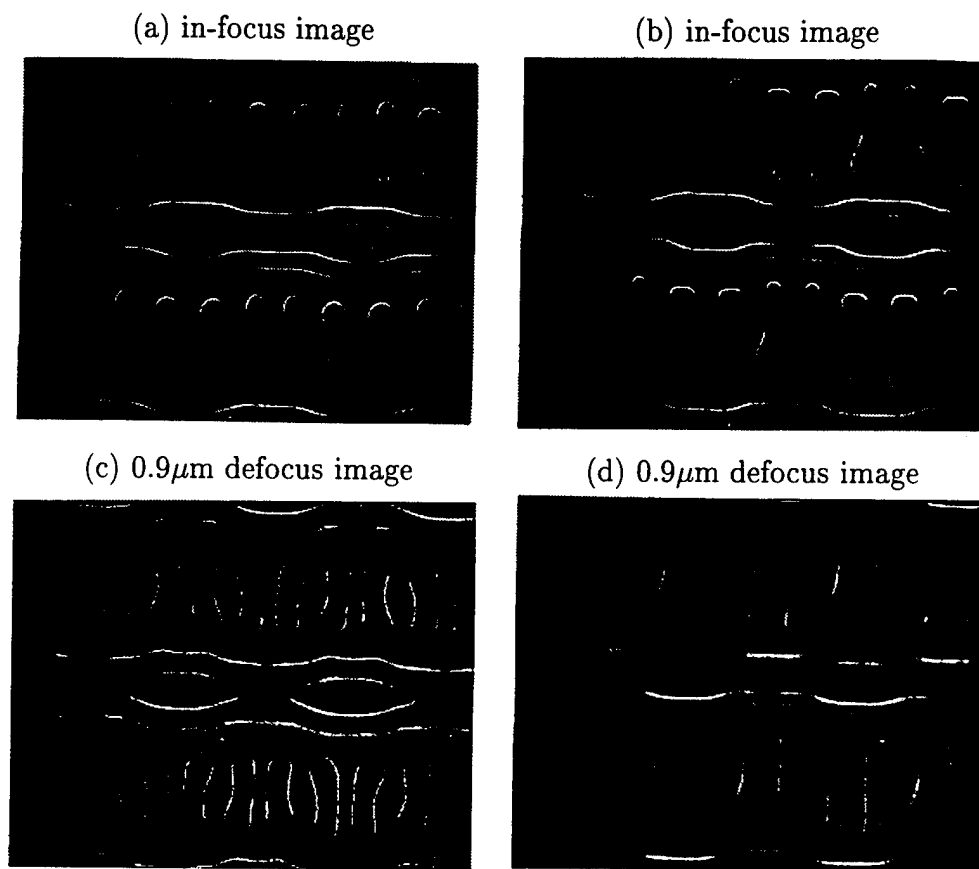 (a) in-focus image
(b) in-focus image
(c) 0.9μm defocus image
(d) 0.9μm defocus image